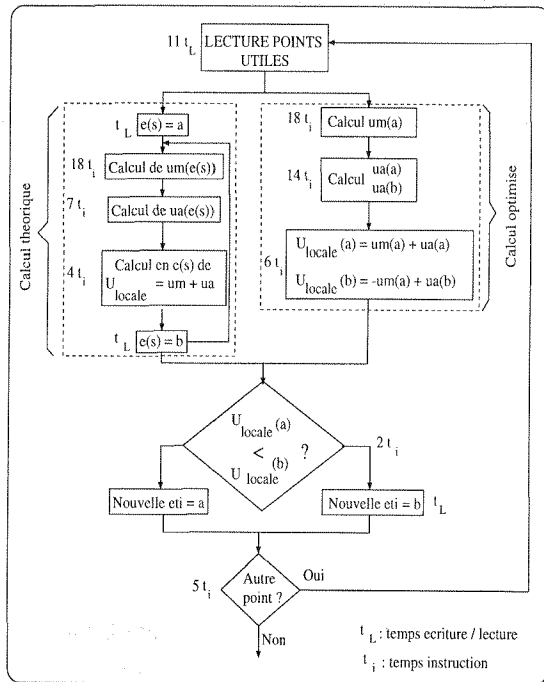 11 t_L
LECTURE POINTS
UTILES
Calcul theorique
t_L
e(s) = a
18 t_i
Calcul de um(e(s))
7 t_i
Calcul de ua(e(s))
4 t_i
Calcul en e(s) de
U_locale = um + ua
t_L
e(s) = b
18 t_i
Calcul um(a)
14 t_i
Calcul ua(a)
ua(b)
6 t_i
U_locale (a) = um(a) + ua(a)
U_locale (b) = -um(a) + ua(b)
Calcul optimise
U_locale (a)
< ?
U_locale (b)
2 t_i
Nouvelle eti = a
Nouvelle eti = b
t_L
5 t_i
Autre
point ?
Oui
Non
t_L : temps ecriture / lecture
t_i : temps instruction